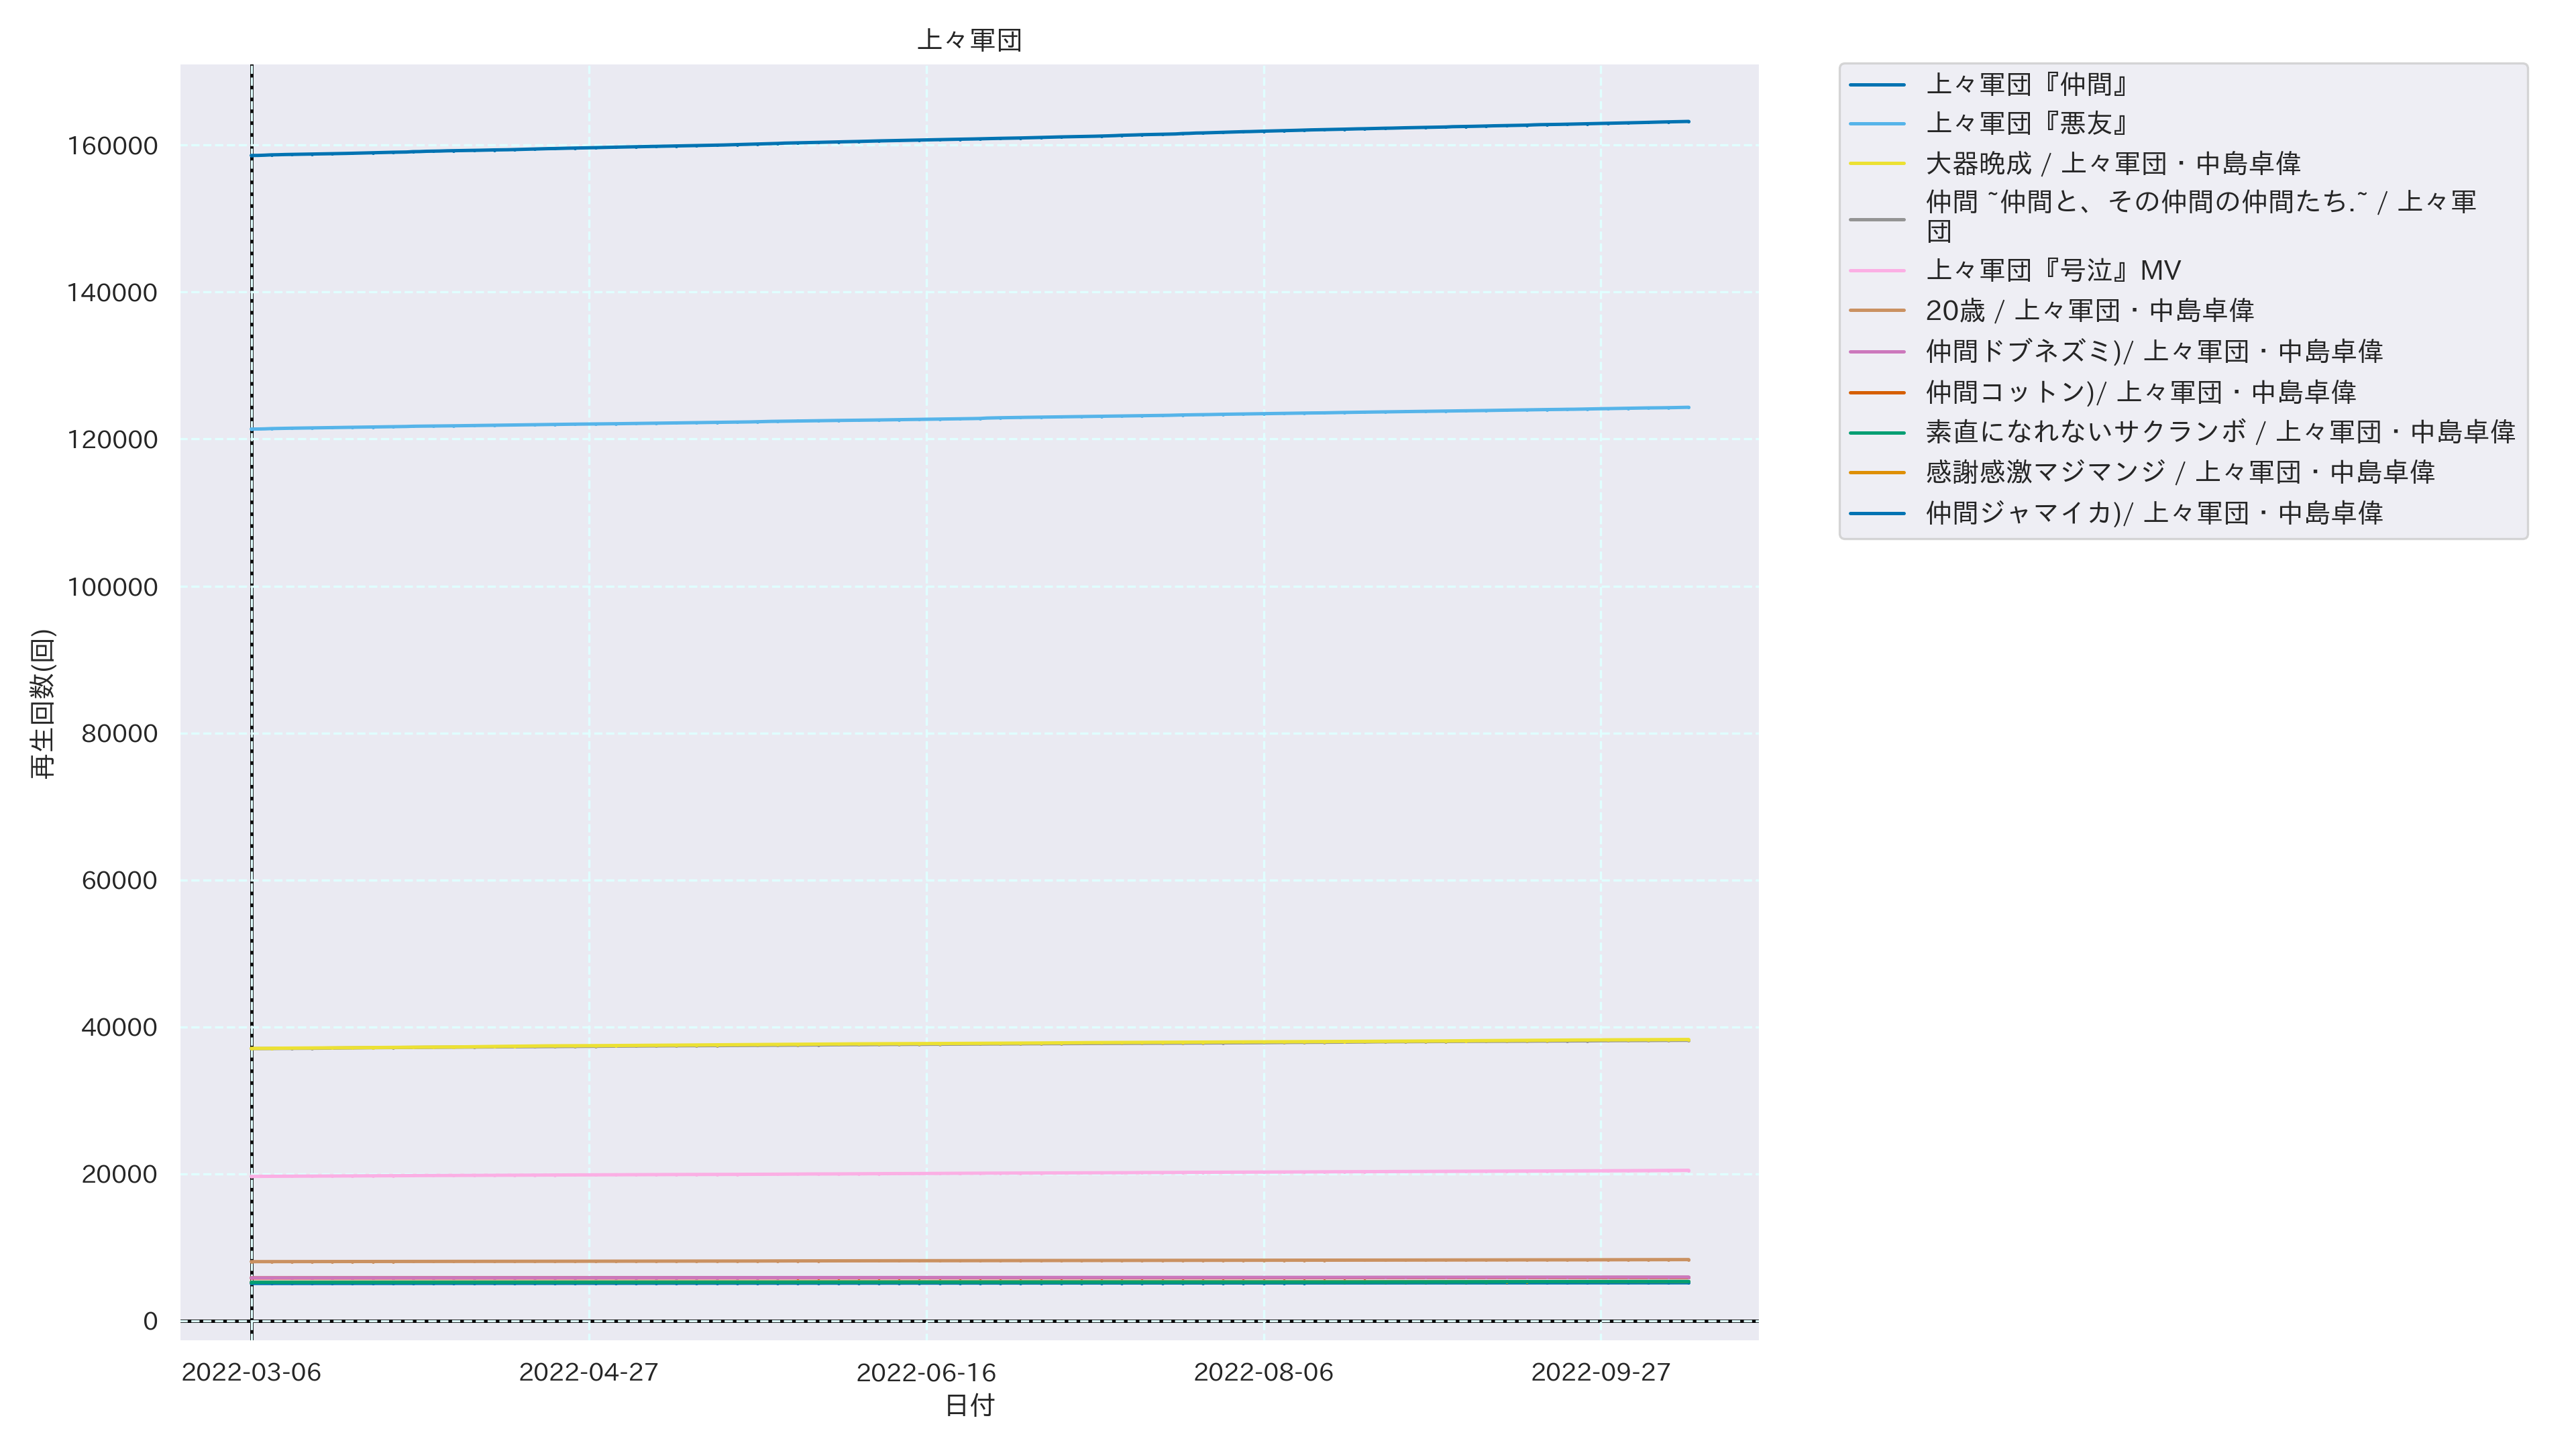 上々軍団
160000
140000
120000
100000
80000
60000
40000
20000
0
再生回数(回)
2022-03-06
2022-04-27
2022-06-16
2022-08-06
2022-09-27
日付
上々軍団『仲間』
上々軍団『悪友』
大器晩成 / 上々軍団・中島卓偉
仲間 ~仲間と、その仲間の仲間たち.~ / 上々軍
団
上々軍団『号泣』MV
20歳 / 上々軍団・中島卓偉
仲間ドブネズミ)/ 上々軍団・中島卓偉
仲間コットン)/ 上々軍団・中島卓偉
素直になれないサクランボ / 上々軍団・中島卓偉
感謝感激マジマンジ / 上々軍団・中島卓偉
仲間ジャマイカ)/ 上々軍団・中島卓偉